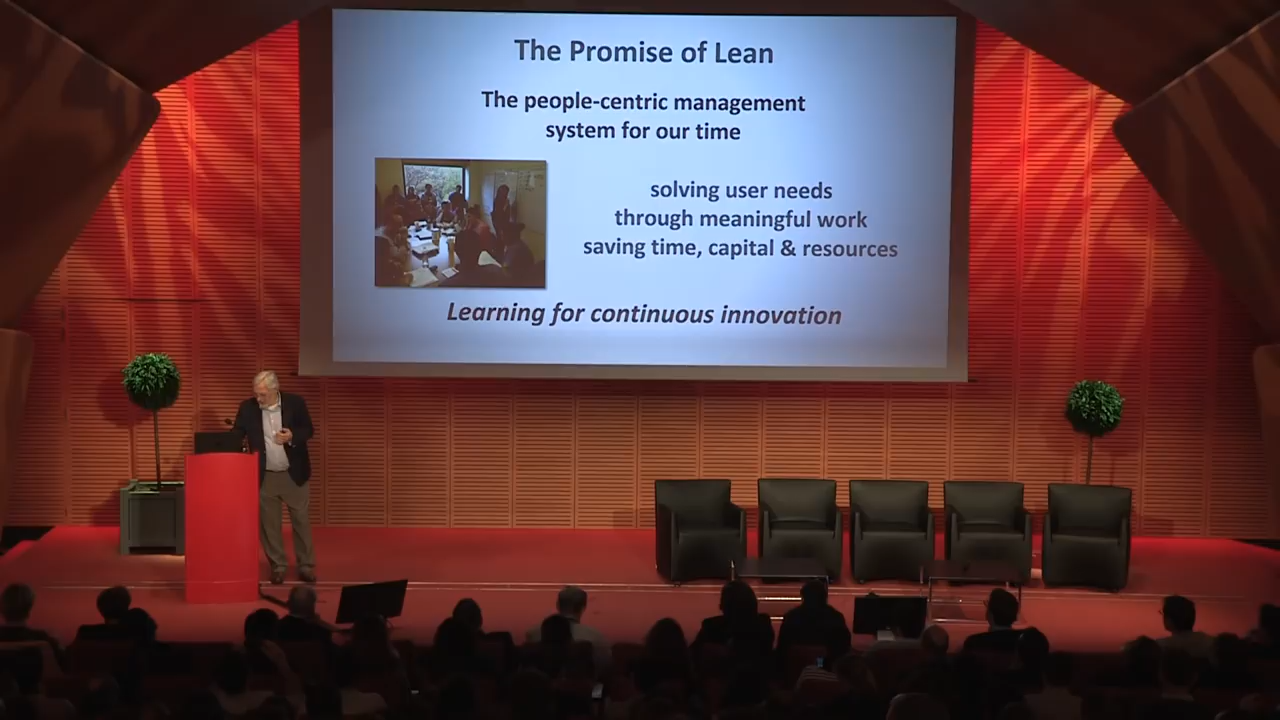 The Promise of Lean
The people-centric management
system for our time
solving user needs
through meaningful work
saving time, capital & resources
Learning for continuous innovation